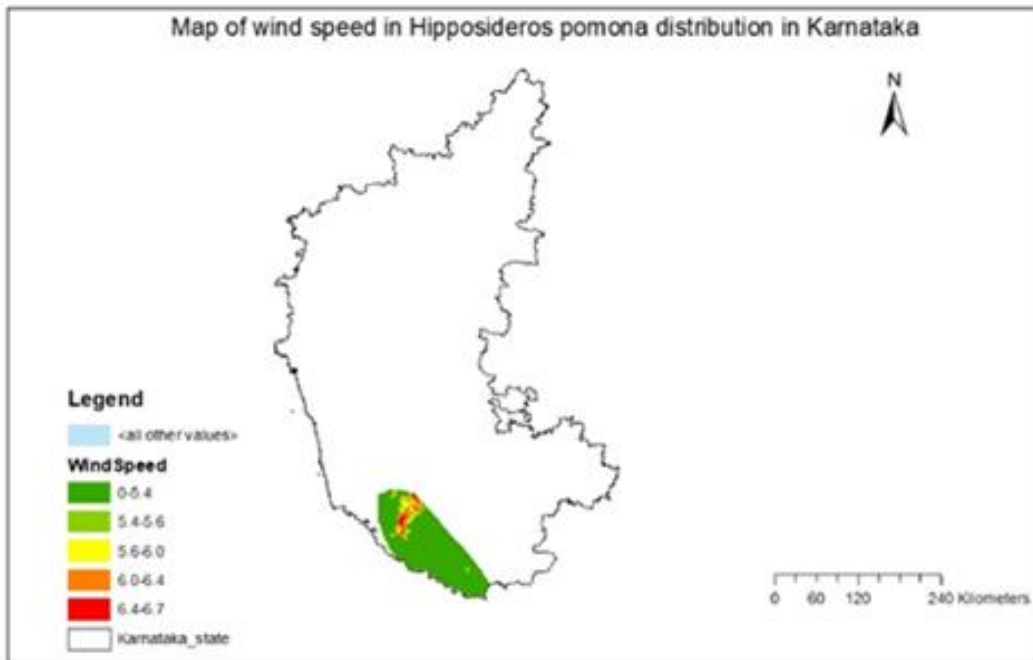 Map of wind speed in Hipposideros pomona distribution in Karnataka
N
Legend
<all other values>
WindSpeed
0-5.4
5.4-5.6
5.6-6.0
6.0-6.4
6.4-6.7
Karnataka_state
0 60 120 240 Kilometers